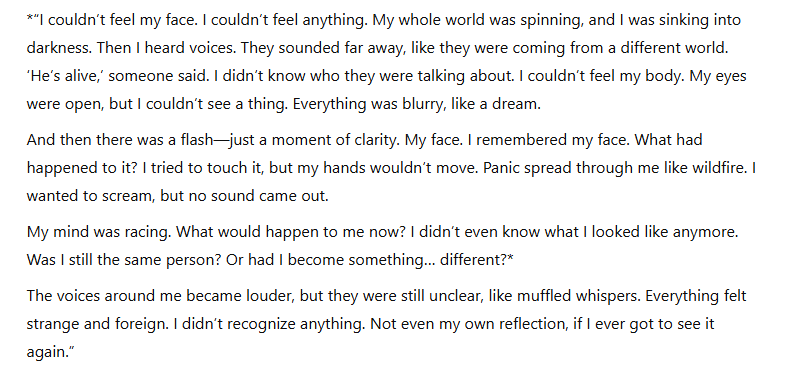 *"I couldn't feel my face. I couldn't feel anything. My whole world was spinning, and I was sinking into
darkness. Then I heard voices. They sounded far away, like they were coming from a different world.
'He's alive,' someone said. I didn't know who they were talking about. I couldn't feel my body. My eyes
were open, but I couldn't see a thing. Everything was blurry, like a dream.
And then there was a flash—just a moment of clarity. My face. I remembered my face. What had
happened to it? I tried to touch it, but my hands wouldn't move. Panic spread through me like wildfire. I
wanted to scream, but no sound came out.
My mind was racing. What would happen to me now? I didn't even know what I looked like anymore.
Was I still the same person? Or had I become something... different?*
The voices around me became louder, but they were still unclear, like muffled whispers. Everything felt
strange and foreign. I didn't recognize anything. Not even my own reflection, if I ever got to see it
again."